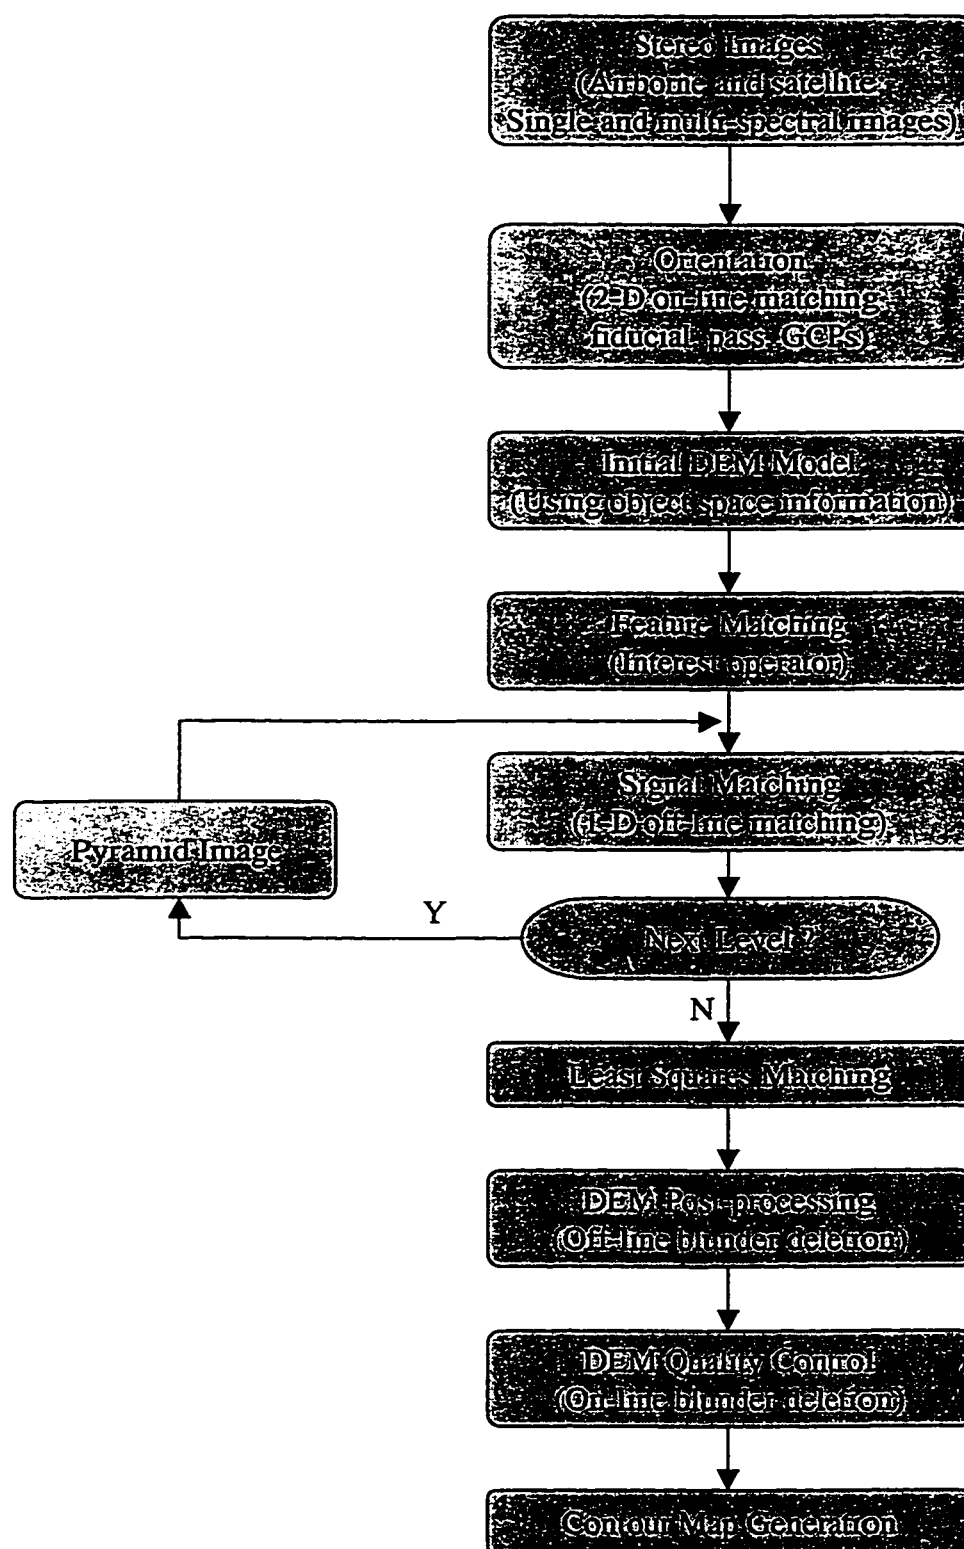 Stereo Images
(Airborne and satellite
Single and multi-spectral images)
Orientation
(2-D on-line matching
fiducial, pass, GCPs)
Initial DEM Model
(Using object space information)
Feature Matching
(Interest operator)
Signal Matching
(1-D off-line matching)
Pyramid Image
Y
Next Level ?
N
Least Squares Matching
DEM Post-processing
(Off-line blunder deletion)
DEM Quality Control
(On-line blunder deletion)
Contour Map Generation